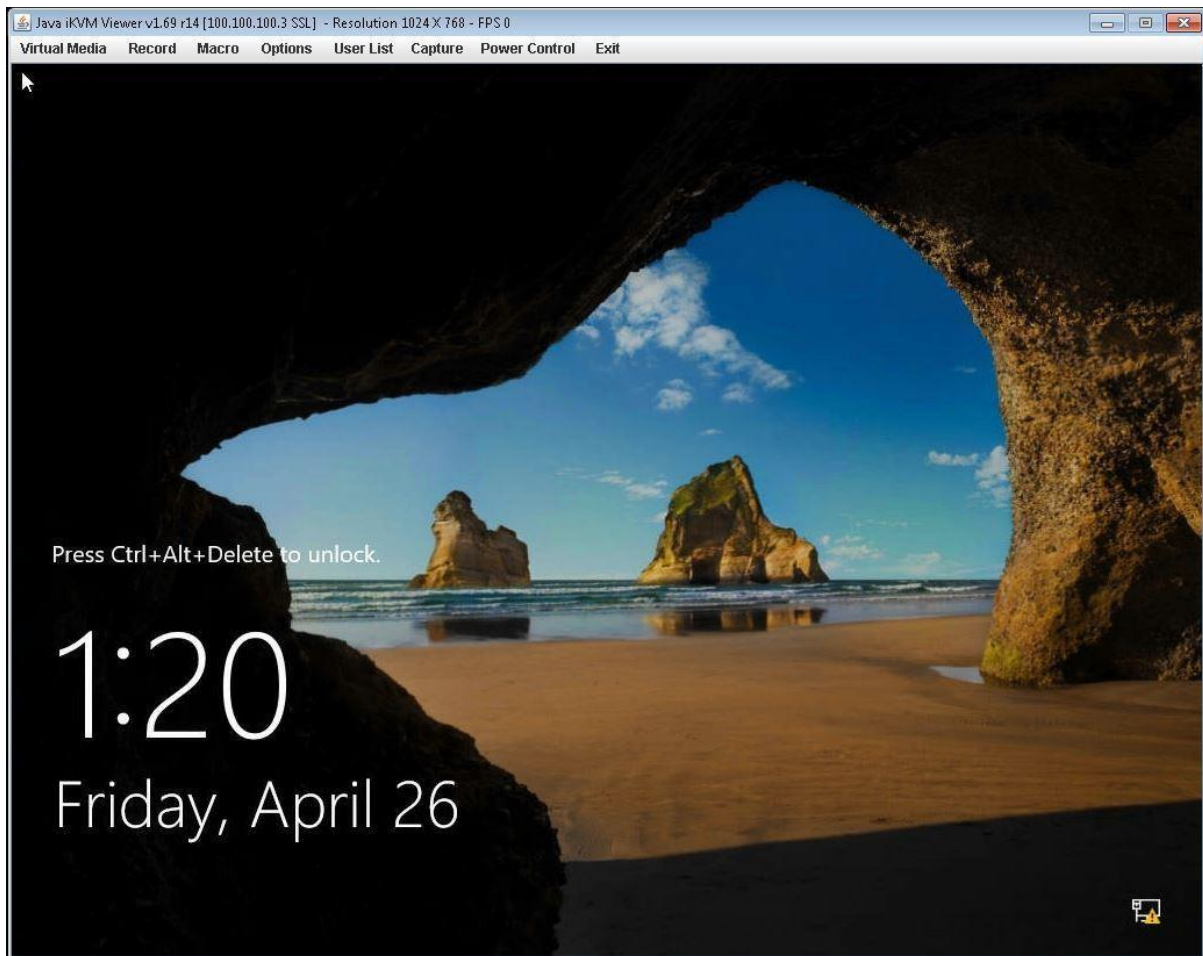 Java iKVM Viewer v1.69 r14 [100.100.100.3 SSL] - Resolution 1024 X 768 - FPS 0
Virtual Media Record Macro Options User List Capture Power Control Exit
Press Ctrl+Alt+Delete to unlock.
1:20
Friday, April 26